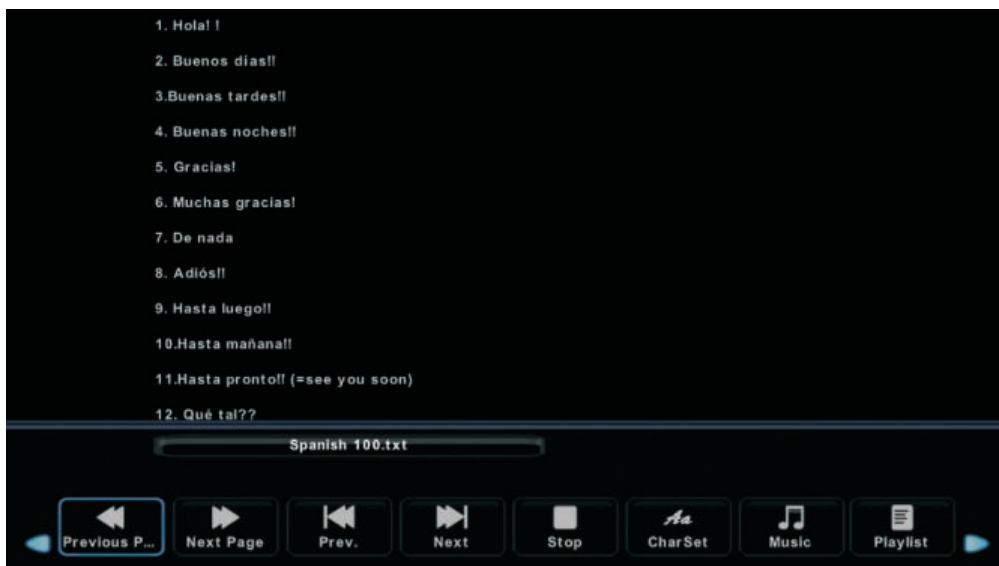 1. Hola! !
2. Buenos días!!
3.Buenas tardes!!
4. Buenas noches!!
5. Gracias!
6. Muchas gracias!
7. De nada
8. Adiós!!
9. Hasta luego!!
10.Hasta mañana!!
11.Hasta pronto!! (=see you soon)
12. Qué tal??
Spanish 100.txt
Previous P... Next Page Prev. Next Stop Aa CharSet Music Playlist